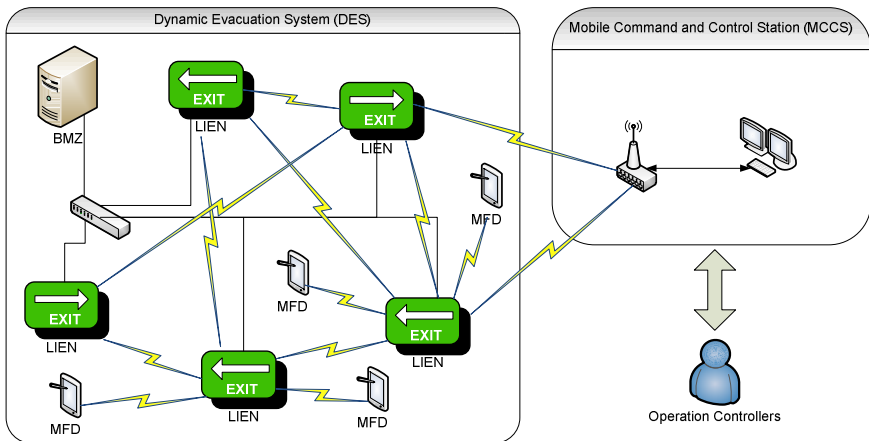 Dynamic Evacuation System (DES)
Mobile Command and Control Station (MCCS)
BMZ
EXIT
LIEN
EXIT
LIEN
MFD
MFD
EXIT
LIEN
EXIT
LIEN
EXIT
LIEN
MFD
MFD
Operation Controllers